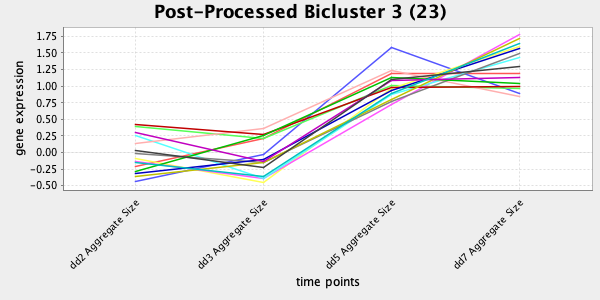 Post-Processed Bicluster 3 (23)
gene expression
1.75
1.50
1.25
1.00
0.75
0.50
0.25
0.00
-0.25
-0.50
dd2 Aggregate Size
dd3 Aggregate Size
dd5 Aggregate Size
dd7 Aggregate Size
time points